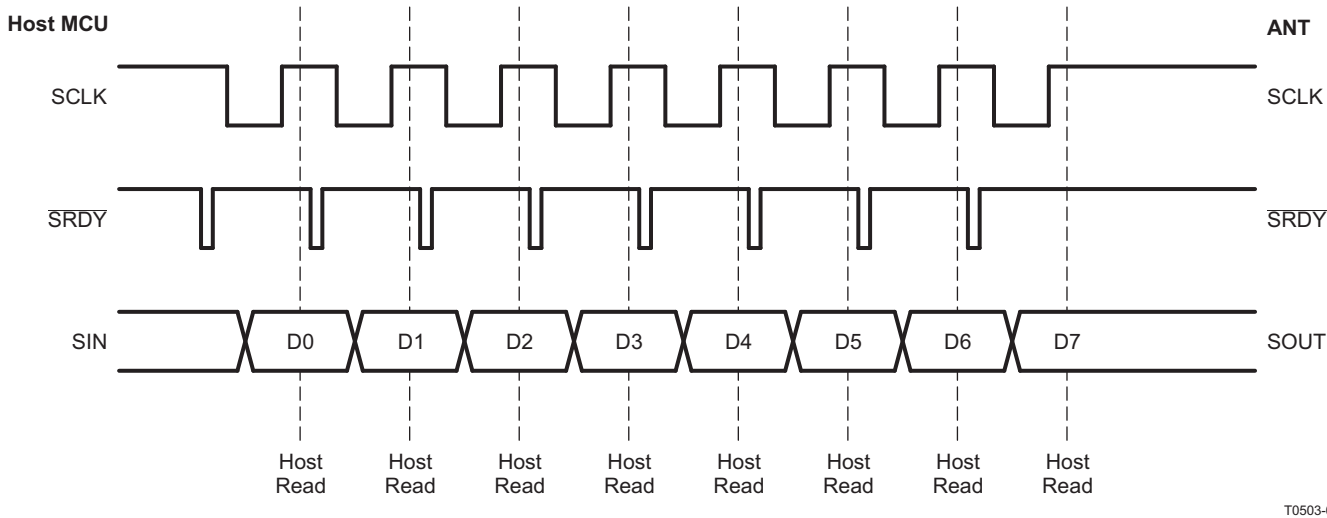 Host MCU
ANT
SCLK
SCLK
SRDY
SRDY
SIN
D0 D1 D2 D3 D4 D5 D6 D7
SOUT
Host Read
Host Read
Host Read
Host Read
Host Read
Host Read
Host Read
Host Read